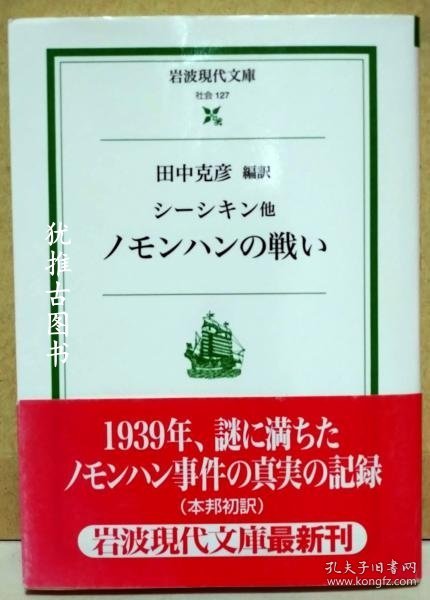 岩波現代文庫
社会 127
田中克彦 編訳
シーシキン他
ノモンハンの戦い
犹推古图书
1939年、謎に満ちた
ノモンハン事件の真実の記録
(本邦初訳)
岩波現代文庫最新刊
孔夫子旧書网
www.kongfz.com